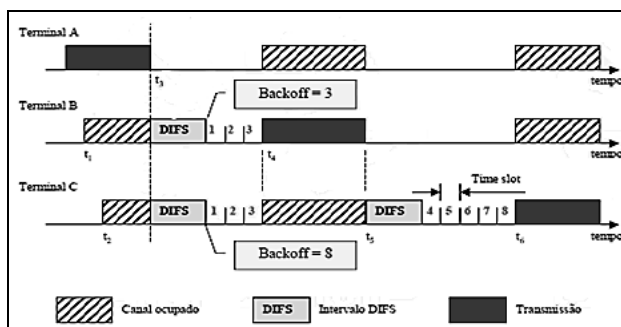 Terminal A
t3
tempo
Backoff = 3
Terminal B
DIFS
1
2
3
t1
t4
tempo
Time slot
Terminal C
DIFS
1
2
3
DIFS
4
5
6
7
8
t2
t5
t6
tempo
Backoff = 8
Canal ocupado
DIFS
Intervalo DIFS
Transmissão